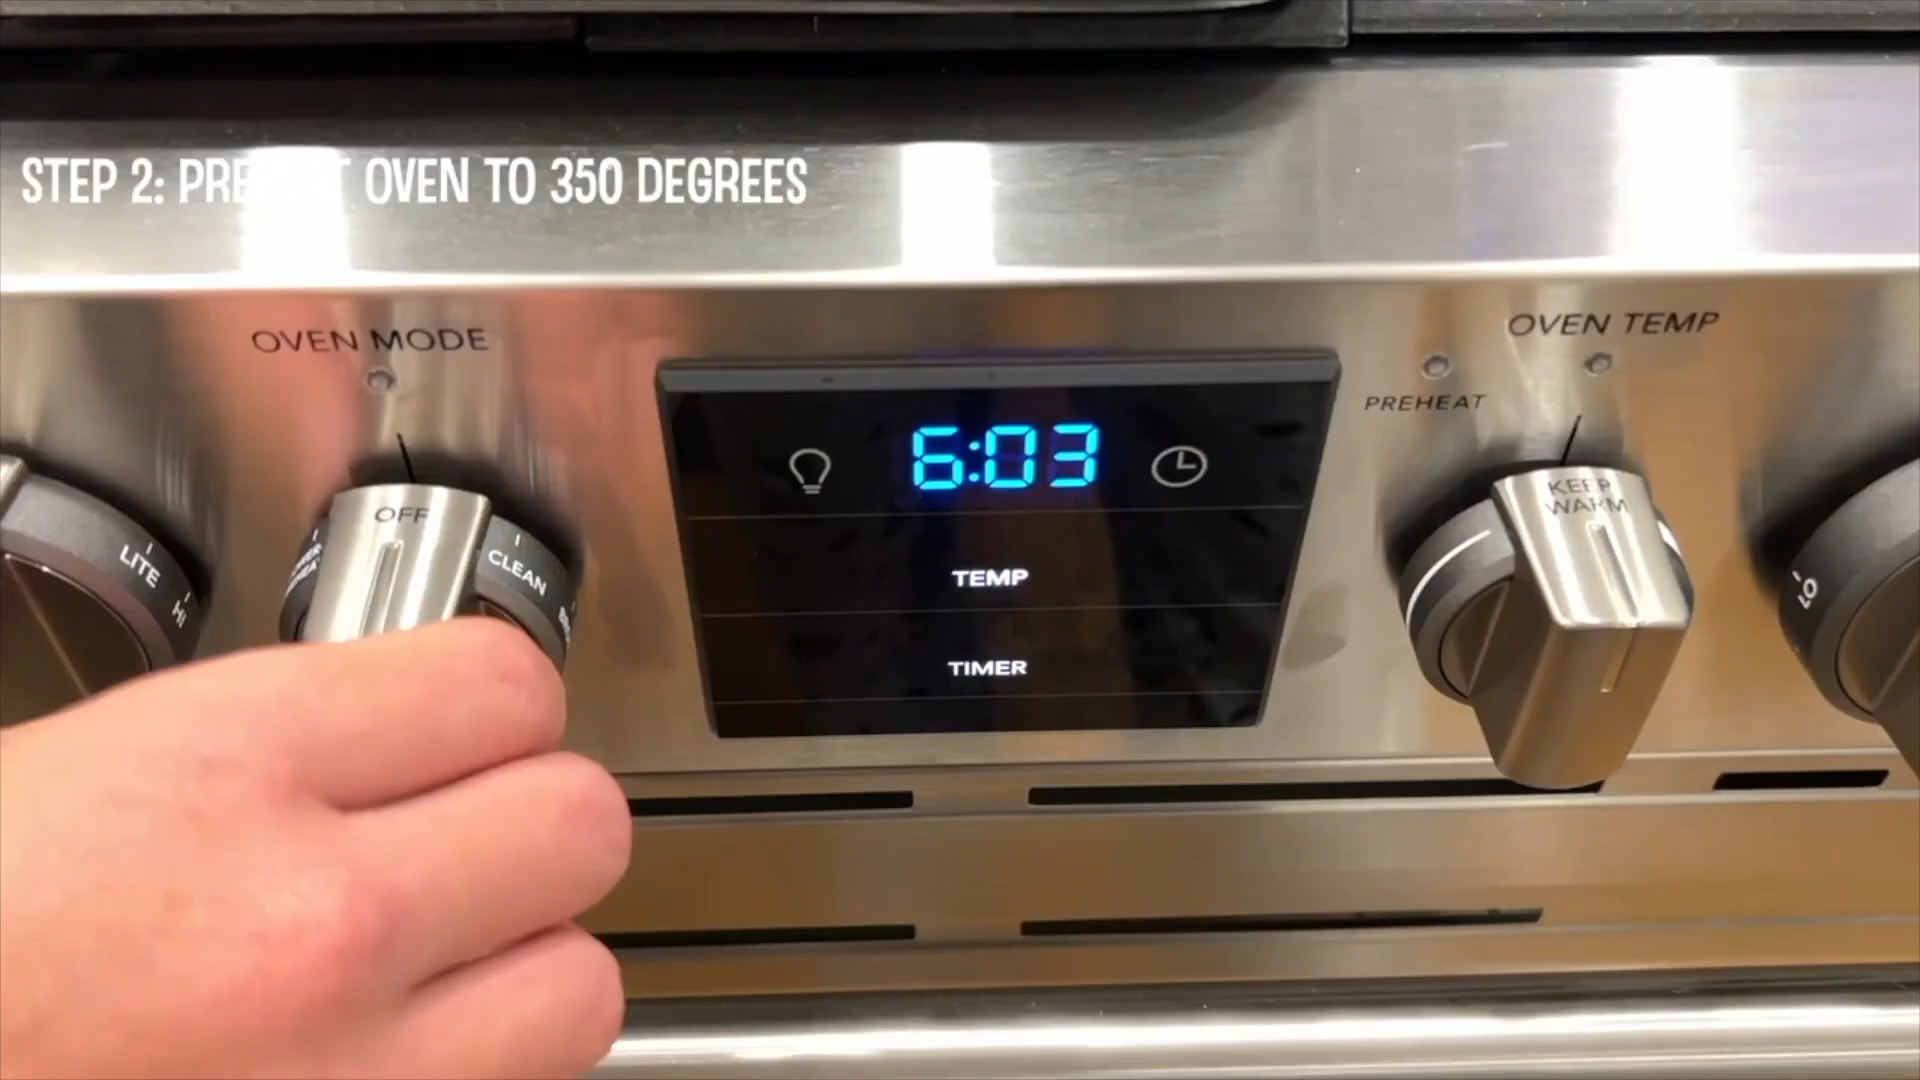 STEP 2: PREHEAT OVEN TO 350 DEGREES
OVEN MODE
OFF
CLEAN
LITE
HI
6:03
TEMP
TIMER
OVEN TEMP
PREHEAT
KEEP
WARM
LO